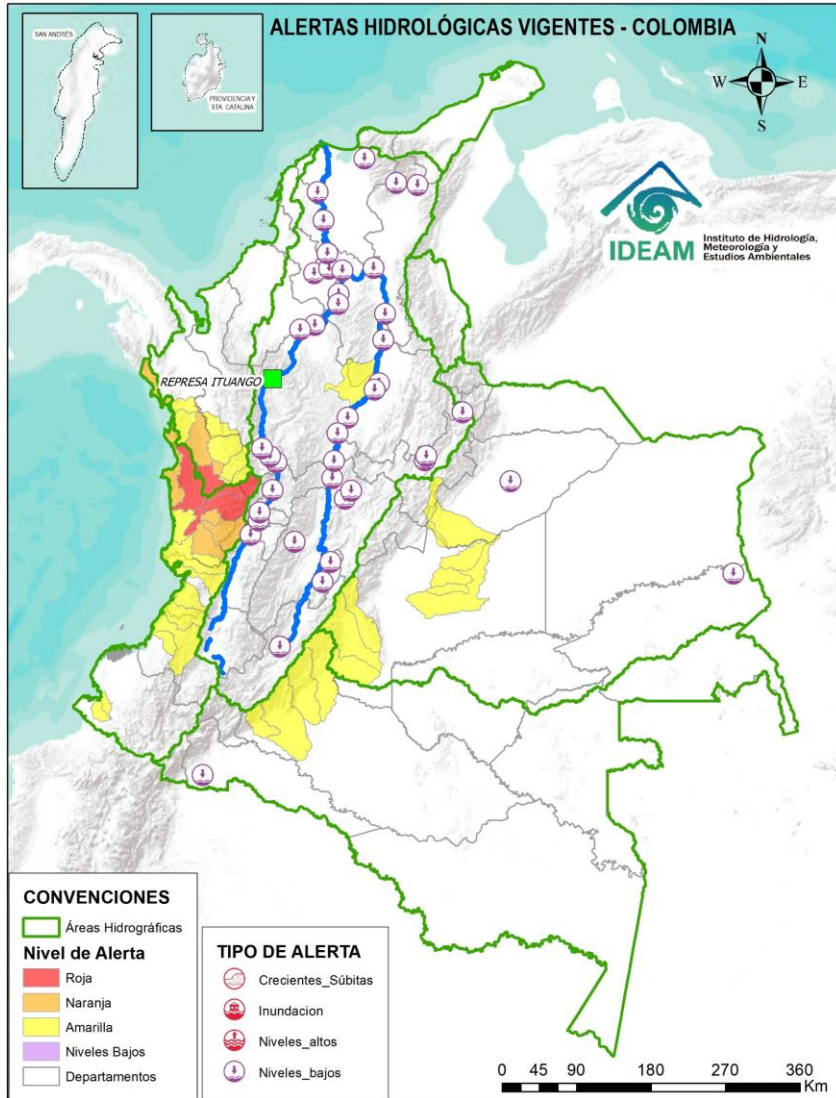 SAN ANDRÉS
PROVIDENCIA Y
STA. CATALINA
ALERTAS HIDROLÓGICAS VIGENTES - COLOMBIA
N
W E
S
IDEAM
Instituto de Hidrología,
Meteorología y
Estudios Ambientales
REPRESA ITUANGO
CONVENCIONES
Áreas Hidrográficas
Nivel de Alerta
Roja
Naranja
Amarilla
Niveles Bajos
Departamentos
TIPO DE ALERTA
Crecientes_Súbitas
Inundacion
Niveles_altos
Niveles_bajos
0 45 90 180 270 360
Km